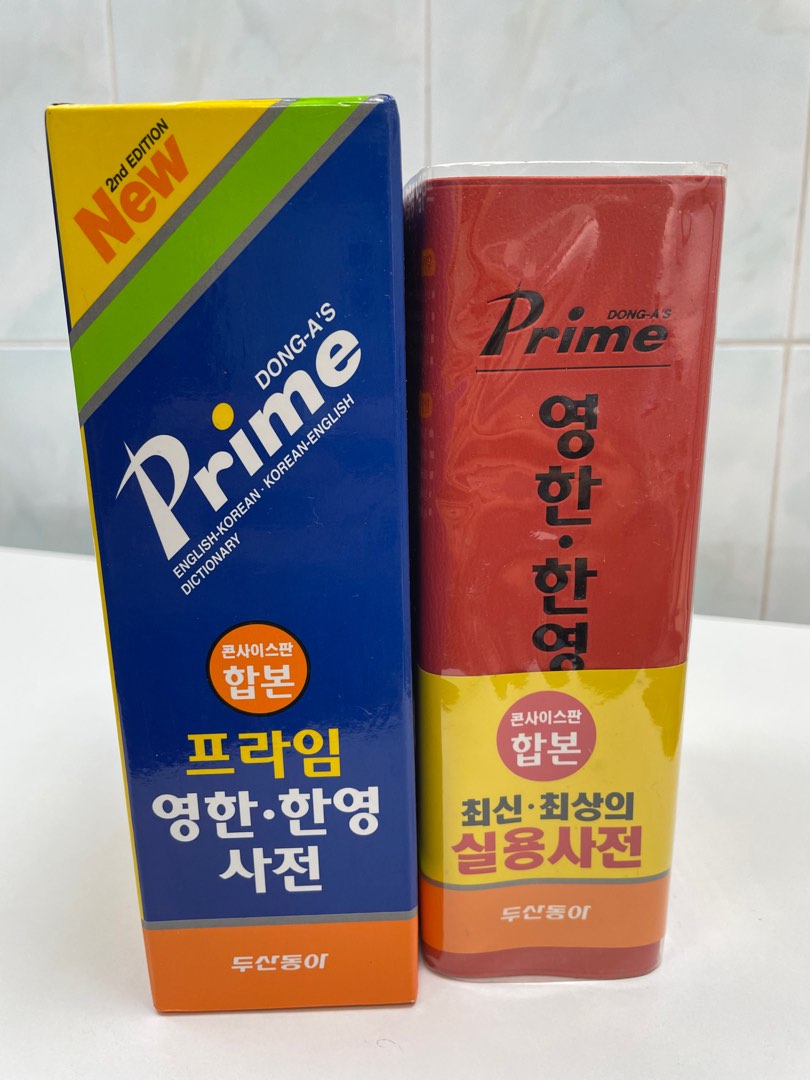 2nd EDITION
New
DONG-A'S
Prime
ENGLISH-KOREAN · KOREAN-ENGLISH
DICTIONARY
콘사이스판
합본
프라임
영한·한영
사전
두산동아
DONG-A'S
Prime
영한·한영
콘사이스판
합본
최신·최상의
실용사전
두산동아